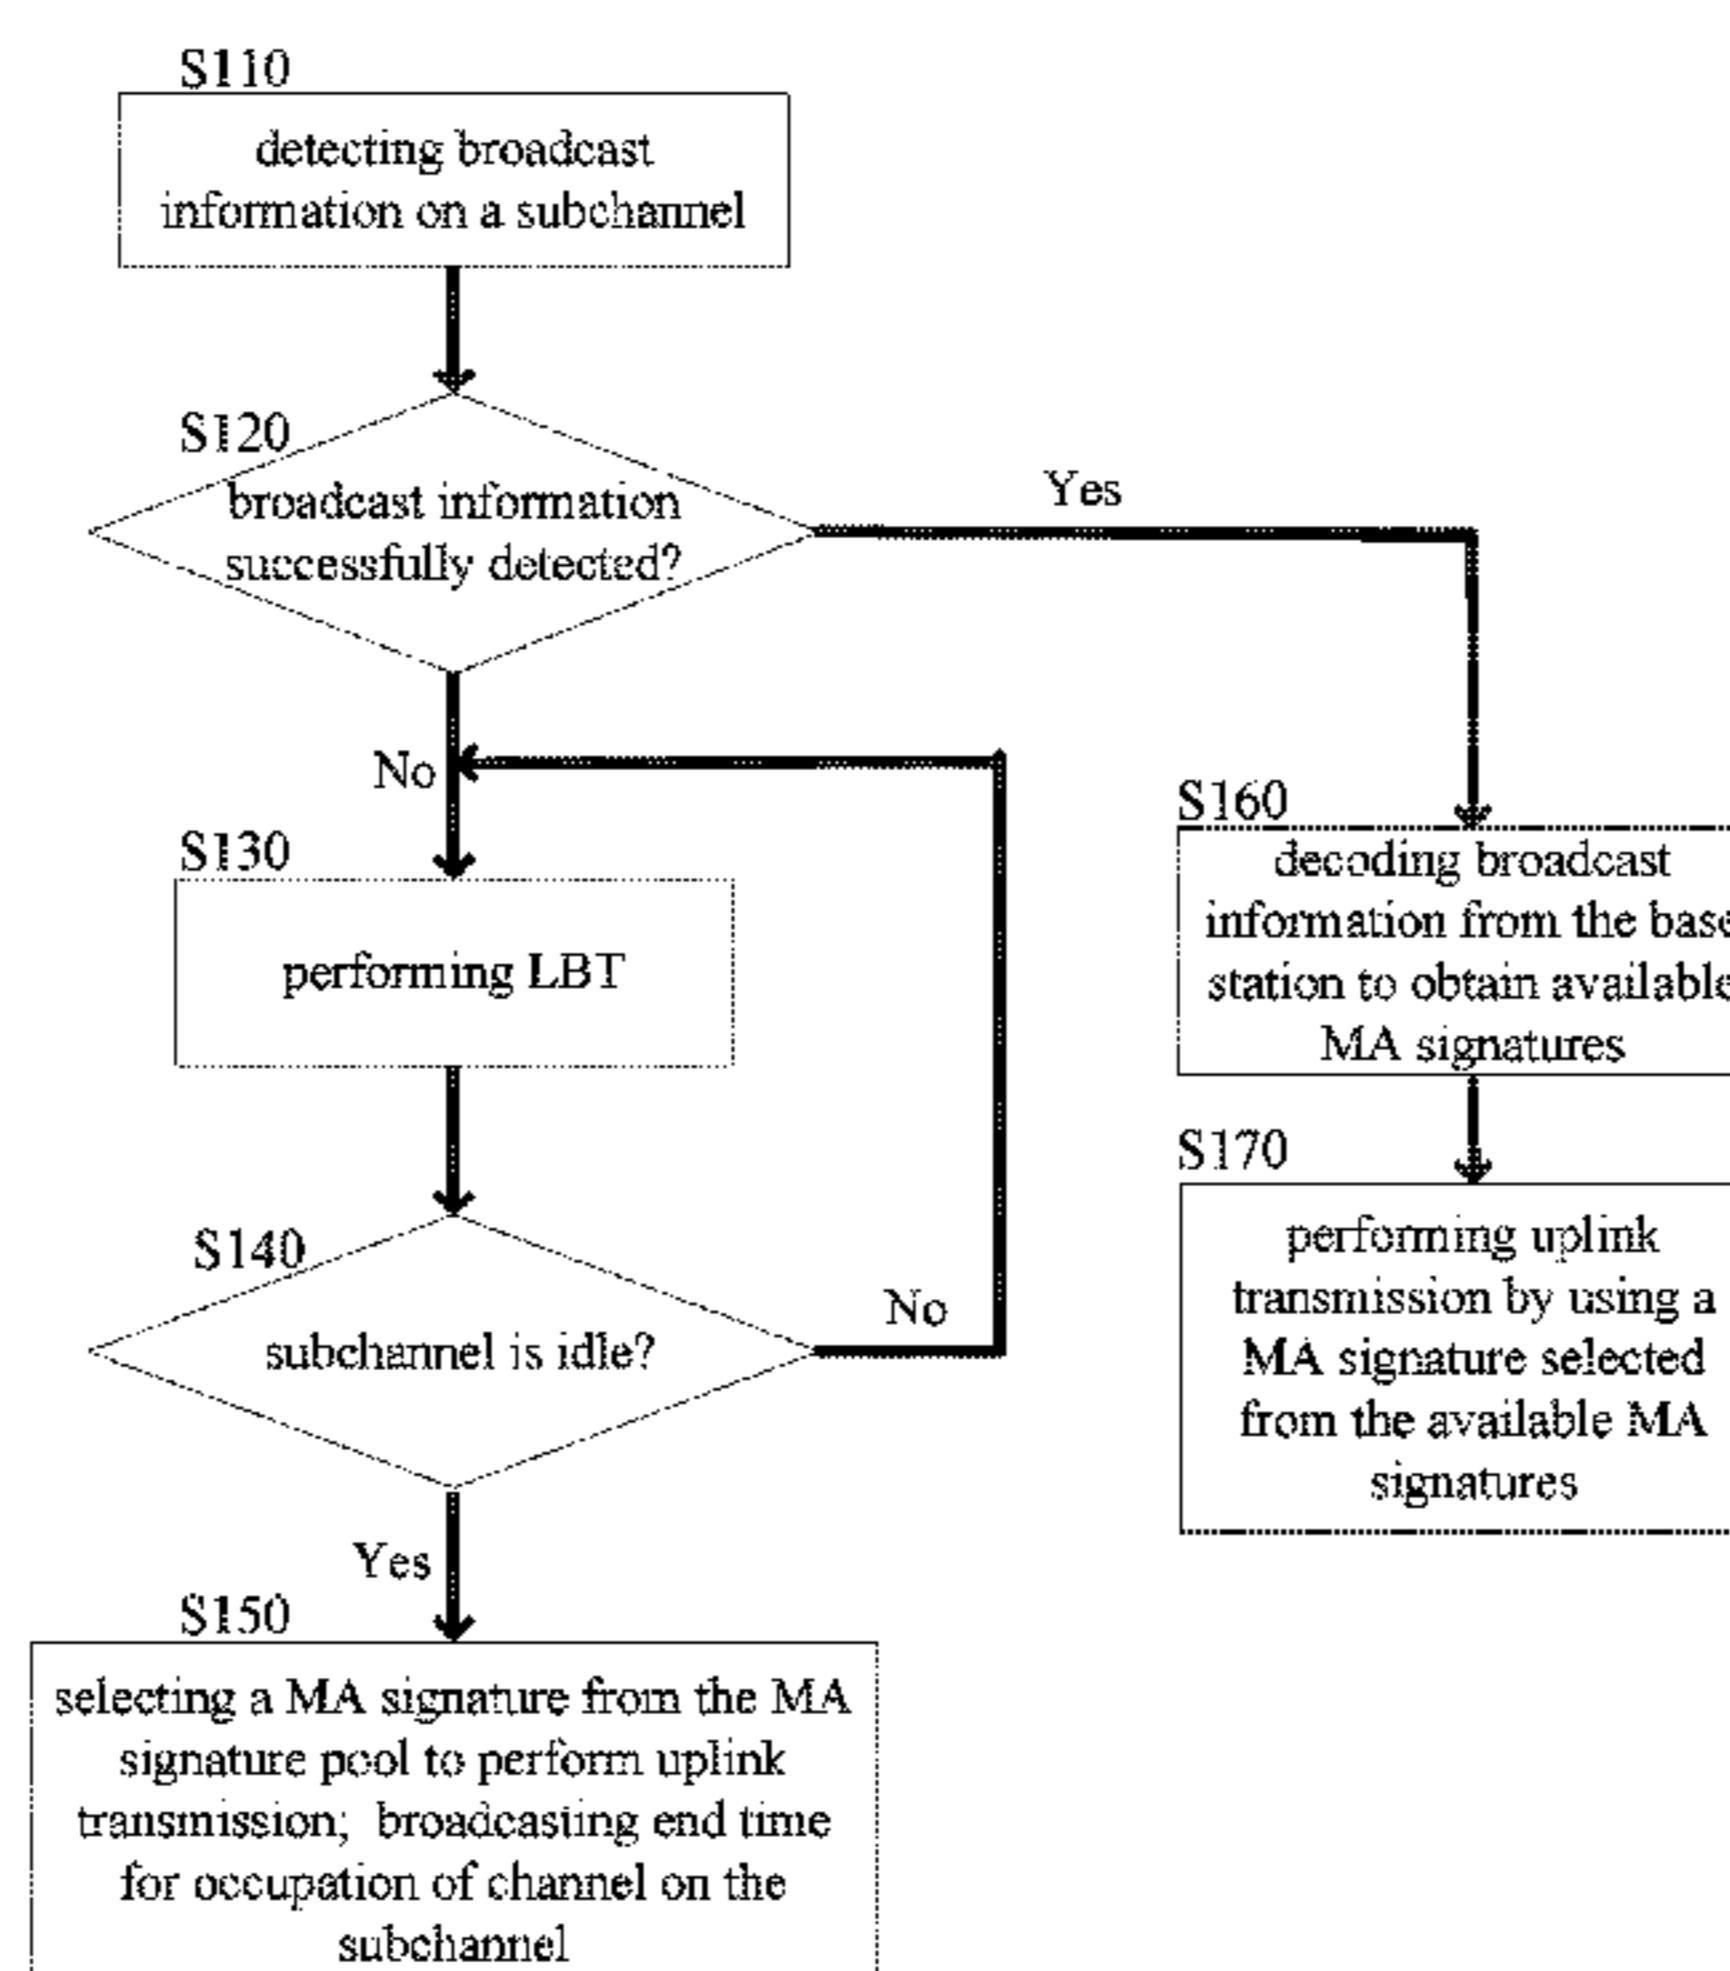 S110
detecting broadcast
information on a subchannel
S120
broadcast information
successfully detected?
Yes
No
S130
performing LBT
S140
subchannel is idle?
No
Yes
S150
selecting a MA signature from the MA
signature pool to perform uplink
transmission; broadcasting end time
for occupation of channel on the
subchannel
S160
decoding broadcast
information from the base
station to obtain available
MA signatures
S170
performing uplink
transmission by using a
MA signature selected
from the available MA
signatures